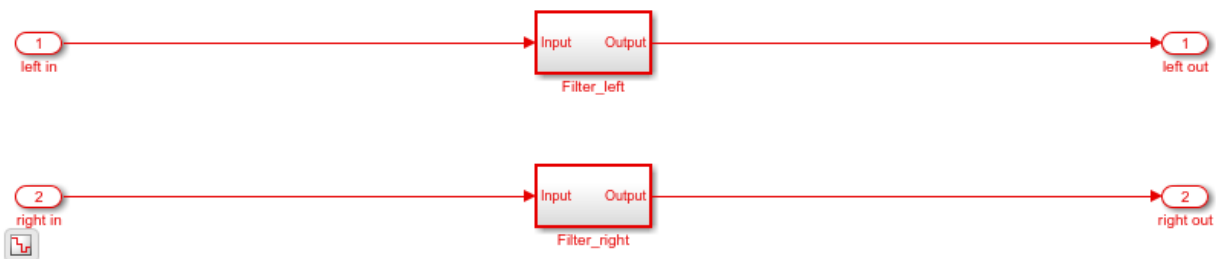 1
left in
Input Output
Filter_left
1
left out
2
right in
Input Output
Filter_right
2
right out